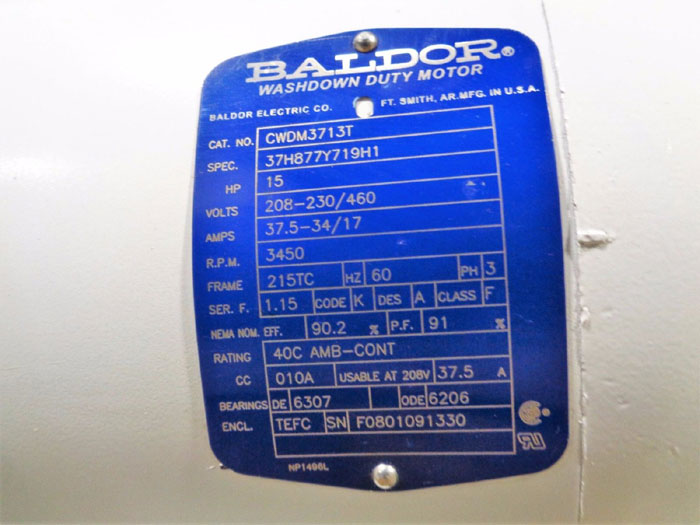 BALDOR®
WASHDOWN DUTY MOTOR
BALDOR ELECTRIC CO. FT. SMITH, AR. MFG. IN U.S.A.
CAT. NO. CWDM3713T
SPEC. 37H877Y719H1
HP 15
VOLTS 208-230/460
AMPS 37.5-34/17
R.P.M. 3450
FRAME 215TC HZ 60 PH 3
SER. F. 1.15 CODE K DES A CLASS F
NEMA NOM. EFF. 90.2 % P.F. 91 %
RATING 40C AMB-CONT
CC 010A USABLE AT 208V 37.5 A
BEARINGS DE 6307 ODE 6206
ENCL. TEFC SN F0801091330
NP1406L